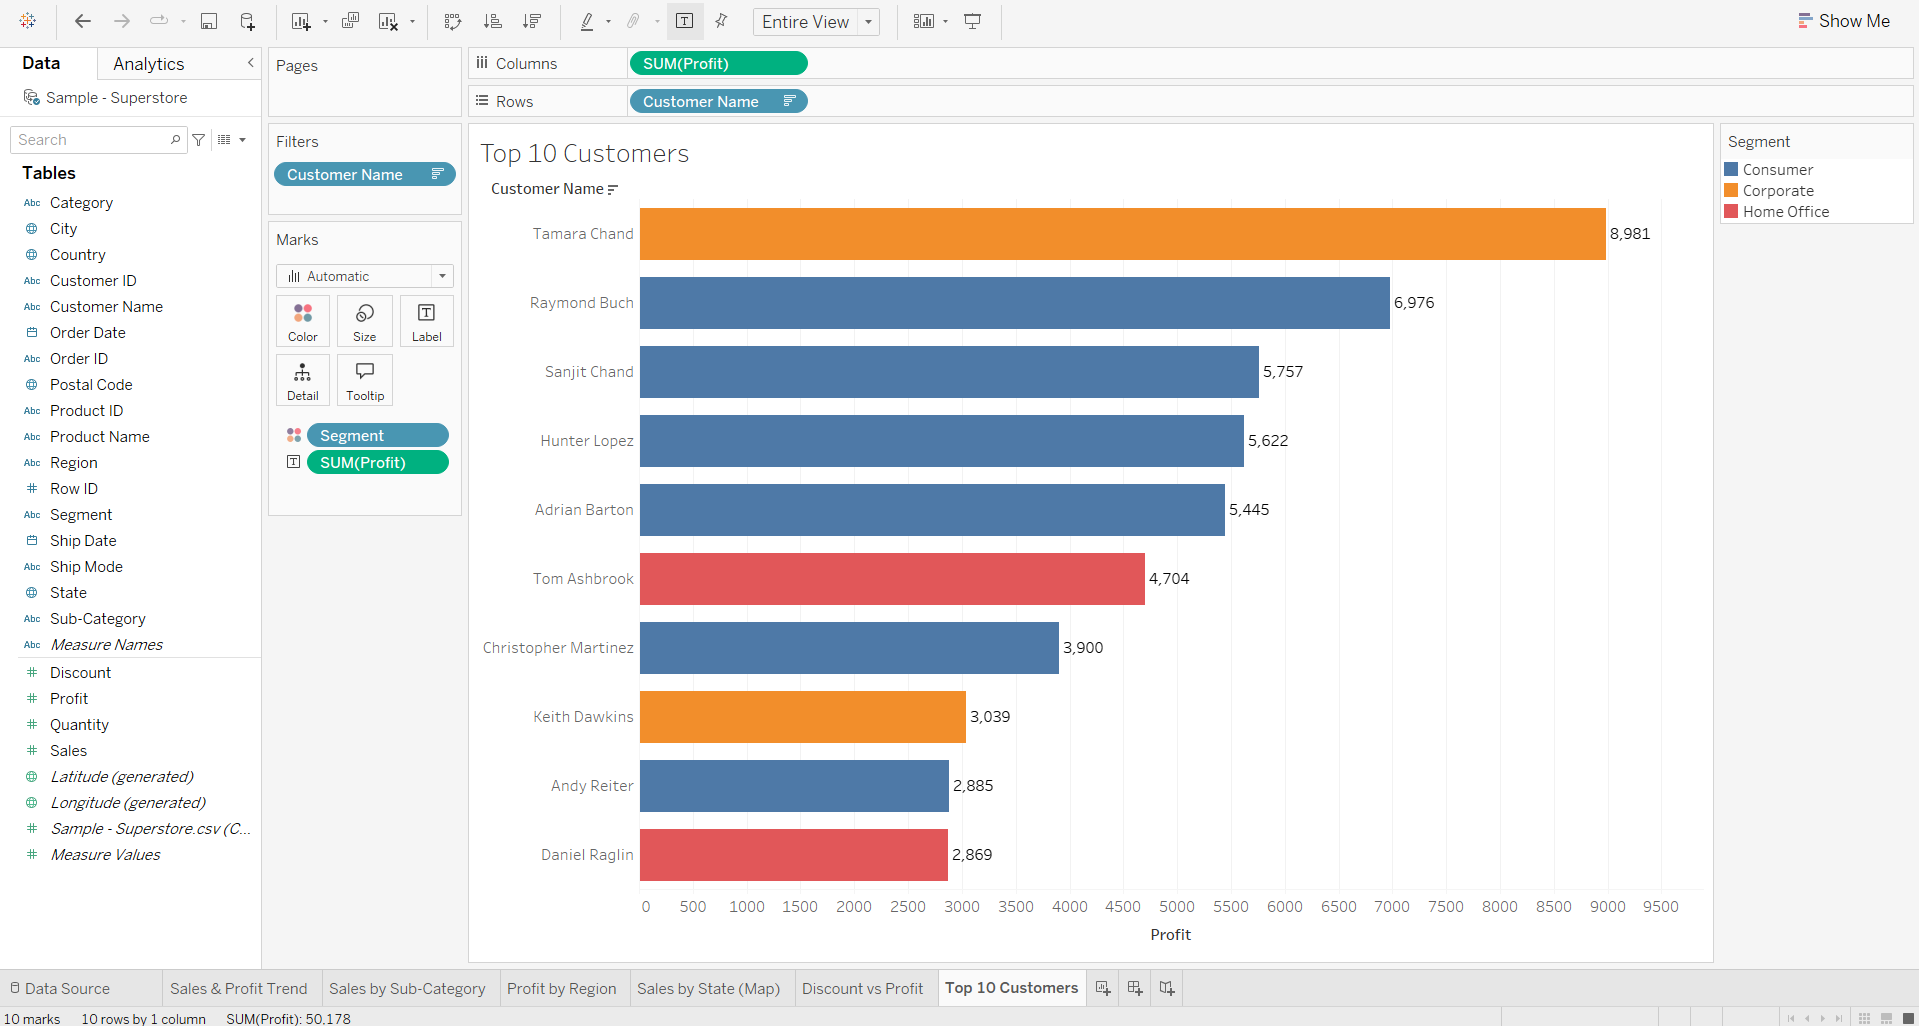 Entire View
Show Me
Data
Analytics
Sample - Superstore
Search
Tables
Abc Category
City
Country
Abc Customer ID
Abc Customer Name
Order Date
Abc Order ID
Postal Code
Abc Product ID
Abc Product Name
Abc Region
# Row ID
Abc Segment
Ship Date
Abc Ship Mode
State
Abc Sub-Category
Abc Measure Names
# Discount
# Profit
# Quantity
# Sales
Latitude (generated)
Longitude (generated)
# Sample - Superstore.csv (C...
# Measure Values
Pages
Filters
Customer Name
Marks
Automatic
Color Size Label
Detail Tooltip
Segment
SUM(Profit)
Columns SUM(Profit)
Rows Customer Name
Top 10 Customers
Customer Name
Tamara Chand 8,981
Raymond Buch 6,976
Sanjit Chand 5,757
Hunter Lopez 5,622
Adrian Barton 5,445
Tom Ashbrook 4,704
Christopher Martinez 3,900
Keith Dawkins 3,039
Andy Reiter 2,885
Daniel Raglin 2,869
0 500 1000 1500 2000 2500 3000 3500 4000 4500 5000 5500 6000 6500 7000 7500 8000 8500 9000 9500
Profit
Segment
Consumer
Corporate
Home Office
Data Source Sales & Profit Trend Sales by Sub-Category Profit by Region Sales by State (Map) Discount vs Profit Top 10 Customers
10 marks 10 rows by 1 column SUM(Profit): 50,178